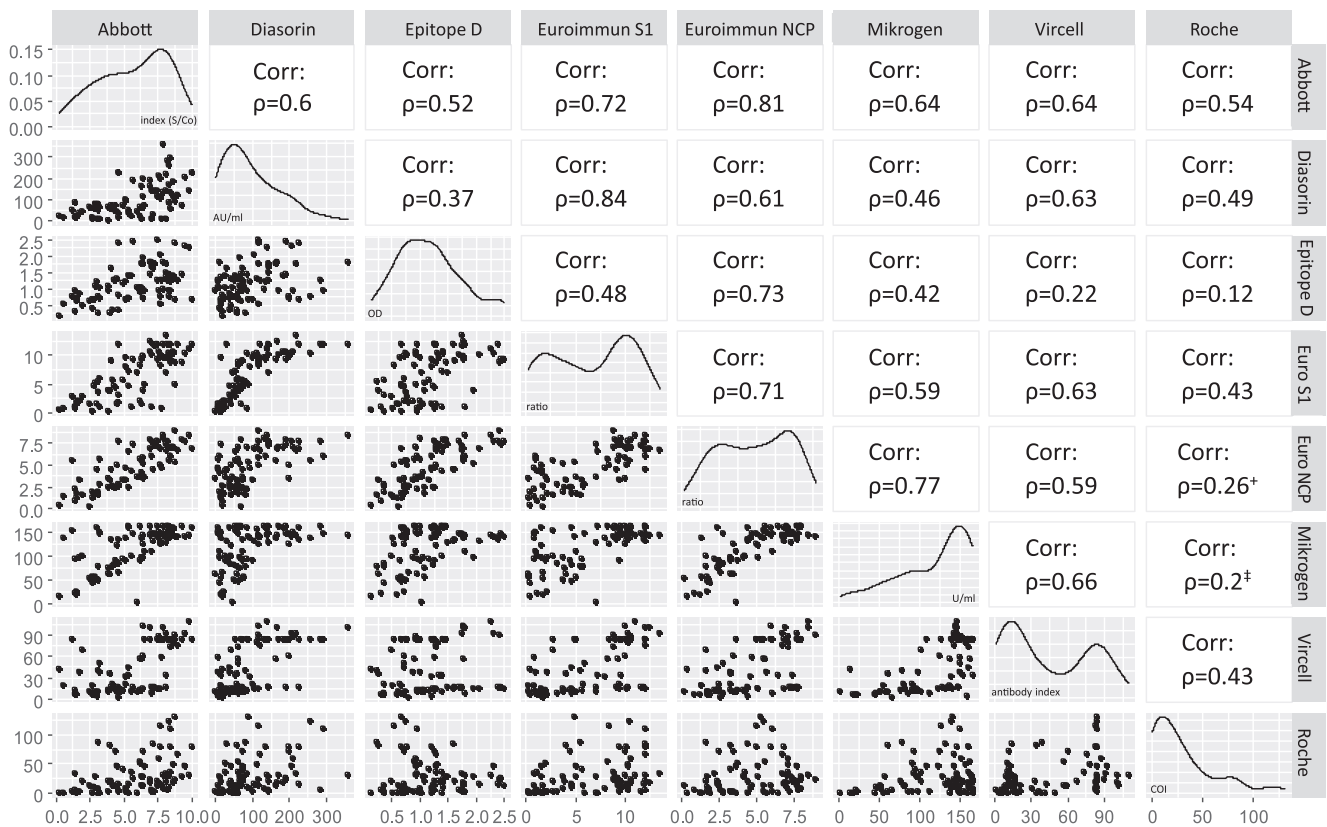 Abbott Diasorin Epitope D Euroimmun S1 Euroimmun NCP Mikrogen Vircell Roche
0.15
0.10
0.05
0.00
index (S/Co)
Corr: Corr: Corr: Corr: Corr: Corr: Corr:
ρ=0.6 ρ=0.52 ρ=0.72 ρ=0.81 ρ=0.64 ρ=0.64 ρ=0.54
Abbott
300
200
100
0
AU/ml
Corr: Corr: Corr: Corr: Corr: Corr:
ρ=0.37 ρ=0.84 ρ=0.61 ρ=0.46 ρ=0.63 ρ=0.49
Diasorin
2.5
2.0
1.5
1.0
0.5
OD
Corr: Corr: Corr: Corr: Corr:
ρ=0.48 ρ=0.73 ρ=0.42 ρ=0.22 ρ=0.12
Epitope D
10
5
0
ratio
Corr: Corr: Corr: Corr:
ρ=0.71 ρ=0.59 ρ=0.63 ρ=0.43
Euro S1
7.5
5.0
2.5
0.0
ratio
Corr: Corr: Corr:
ρ=0.77 ρ=0.59 ρ=0.26⁺
Euro NCP
150
100
50
0
U/ml
Corr: Corr:
ρ=0.66 ρ=0.2‡
Mikrogen
90
60
30
0
antibody index
Corr:
ρ=0.43
Vircell
100
50
0
COI
Roche
0.0 2.5 5.0 7.5 10.0 0 100 200 300 0.5 1.0 1.5 2.0 2.5 0 5 10 0.0 2.5 5.0 7.5 0 50 100 150 0 30 60 90 0 50 100